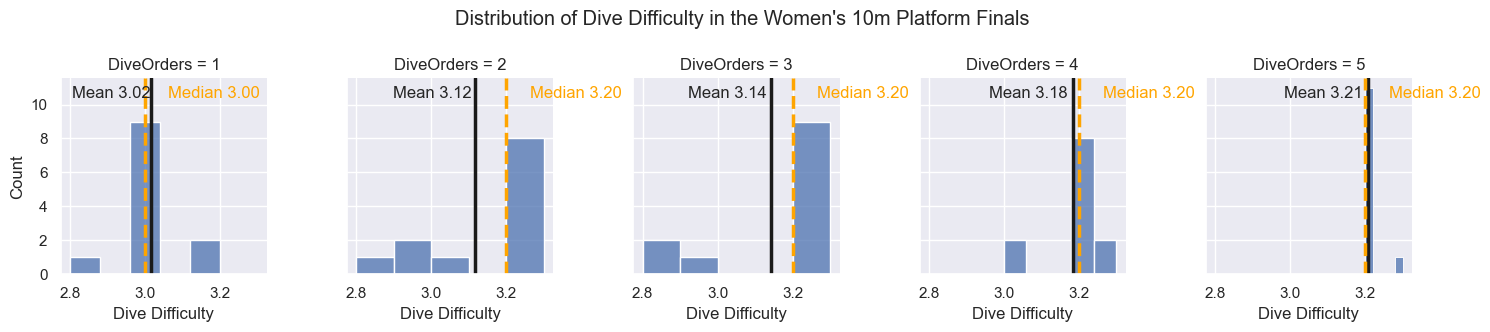 Distribution of Dive Difficulty in the Women's 10m Platform Finals
DiveOrders = 1
DiveOrders = 2
DiveOrders = 3
DiveOrders = 4
DiveOrders = 5
Mean 3.02 Median 3.00
Mean 3.12 Median 3.20
Mean 3.14 Median 3.20
Mean 3.18 Median 3.20
Mean 3.21 Median 3.20
Count
10
8
6
4
2
0
2.8 3.0 3.2
2.8 3.0 3.2
2.8 3.0 3.2
2.8 3.0 3.2
2.8 3.0 3.2
Dive Difficulty
Dive Difficulty
Dive Difficulty
Dive Difficulty
Dive Difficulty